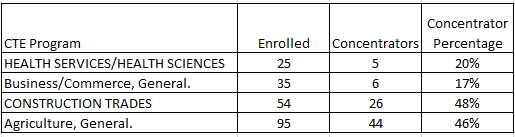 Concentrator
CTE Program Enrolled Concentrators Percentage
HEALTH SERVICES/HEALTH SCIENCES 25 5 20%
Business/Commerce, General. 35 6 17%
CONSTRUCTION TRADES 54 26 48%
Agriculture, General. 95 44 46%